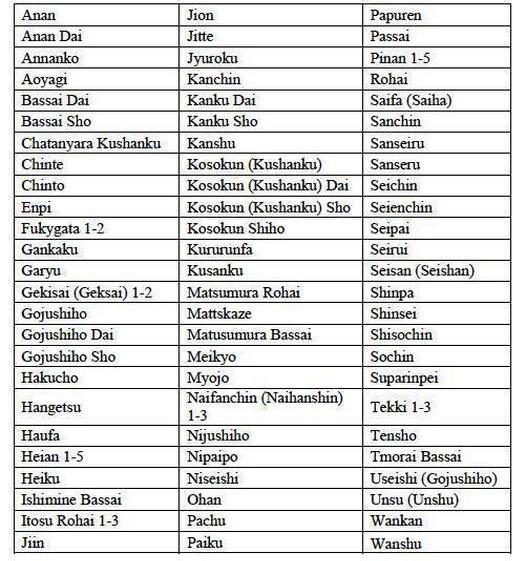 Anan Jion Papuren
Anan Dai Jitte Passai
Annanko Jyuroku Pinan 1-5
Aoyagi Kanchin Rohai
Bassai Dai Kanku Dai Saifa (Saiha)
Bassai Sho Kanku Sho Sanchin
Chatanyara Kushanku Kanshu Sanseiru
Chinte Kosokun (Kushanku) Sanseru
Chinto Kosokun (Kushanku) Dai Seichin
Enpi Kosokun (Kushanku) Sho Seienchin
Fukygata 1-2 Kosokun Shiho Seipai
Gankaku Kururunfa Seirui
Garyu Kusanku Seisan (Seishan)
Gekisai (Geksai) 1-2 Matsumura Rohai Shinpa
Gojushiho Mattskaze Shinsei
Gojushiho Dai Matusumura Bassai Shisochin
Gojushiho Sho Meikyo Sochin
Hakucho Myojo Suparinpei
Hangetsu Naifanchin (Naihanshin) 1-3 Tekki 1-3
Haufa Nijushiho Tensho
Heian 1-5 Nipaipo Tmorai Bassai
Heiku Niseishi Useishi (Gojushiho)
Ishimine Bassai Ohan Unsu (Unshu)
Itosu Rohai 1-3 Pachu Wankan
Jiin Paiku Wanshu